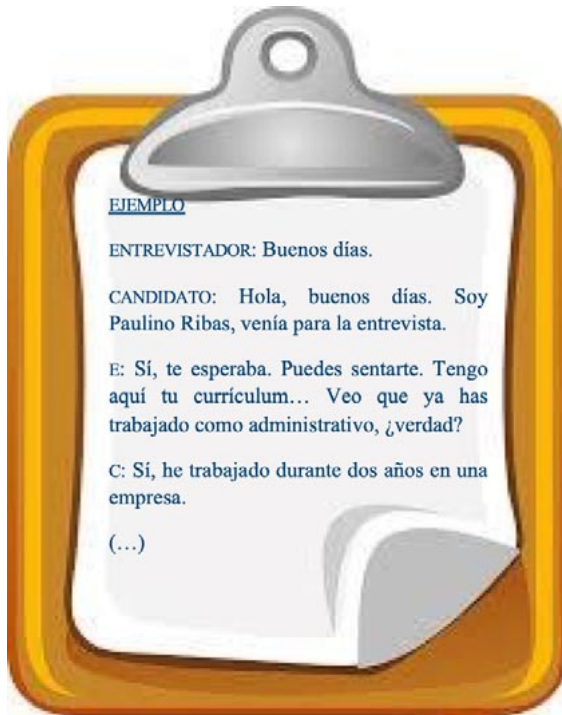 EJEMPLO
ENTREVISTADOR: Buenos días.
CANDIDATO: Hola, buenos días. Soy
Paulino Ribas, venía para la entrevista.
E: Sí, te esperaba. Puedes sentarte. Tengo
aquí tu currículum… Veo que ya has
trabajado como administrativo, ¿verdad?
C: Sí, he trabajado durante dos años en una
empresa.
(…)